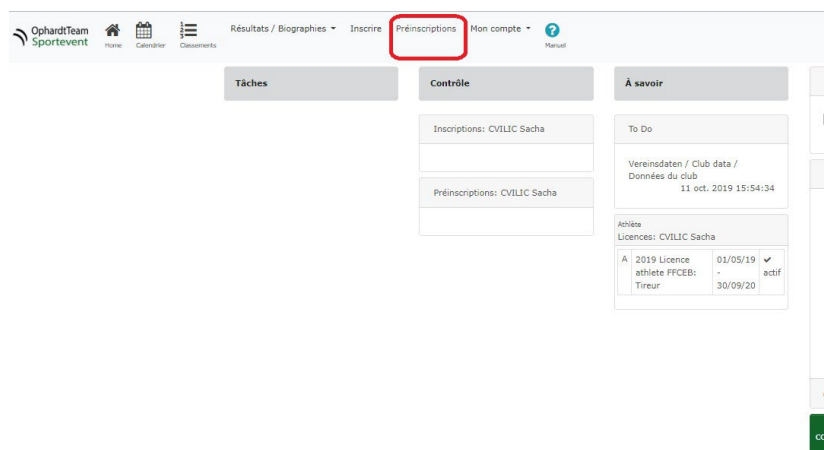 OphardtTeam
Sportevent
Home
Calendrier
Classements
Résultats / Biographies
Inscrire
Préinscriptions
Mon compte
Manuel
Tâches
Contrôle
Inscriptions: CVILIC Sacha
Préinscriptions: CVILIC Sacha
À savoir
To Do
Vereinsdaten / Club data /
Données du club
11 oct. 2019 15:54:34
Athlète
Licences: CVILIC Sacha
A 2019 Licence 01/05/19 ✔
athlete FFCEB: - actif
Tireur 30/09/20